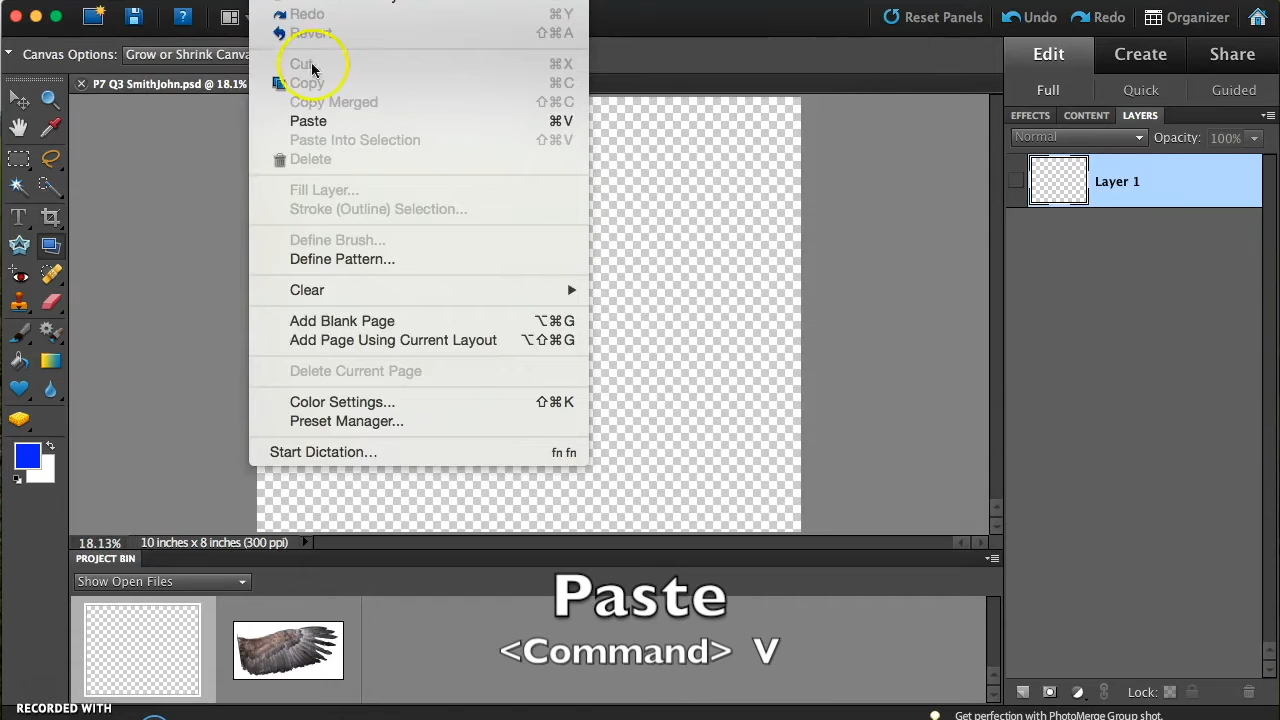 Reset Panels Undo Redo Organizer
Redo ⌘Y
Revert ⇧⌘A
Canvas Options: Grow or Shrink Canva
Edit Create Share
Cut ⌘X
P7 Q3 SmithJohn.psd @ 18.1%
Copy ⌘C
Full Quick Guided
Copy Merged ⇧⌘C
EFFECTS CONTENT LAYERS
Paste ⌘V
Normal Opacity: 100%
Paste Into Selection ⇧⌘V
Delete
Layer 1
Fill Layer...
Stroke (Outline) Selection...
Define Brush...
Define Pattern...
Clear
Add Blank Page ⌥⌘G
Add Page Using Current Layout ⌥⇧⌘G
Delete Current Page
Color Settings... ⇧⌘K
Preset Manager...
Start Dictation... fn fn
18.13% 10 inches x 8 inches (300 ppi)
PROJECT BIN
Show Open Files
Paste
<Command> V
Lock:
RECORDED WITH
Get perfection with PhotoMerge Group shot.